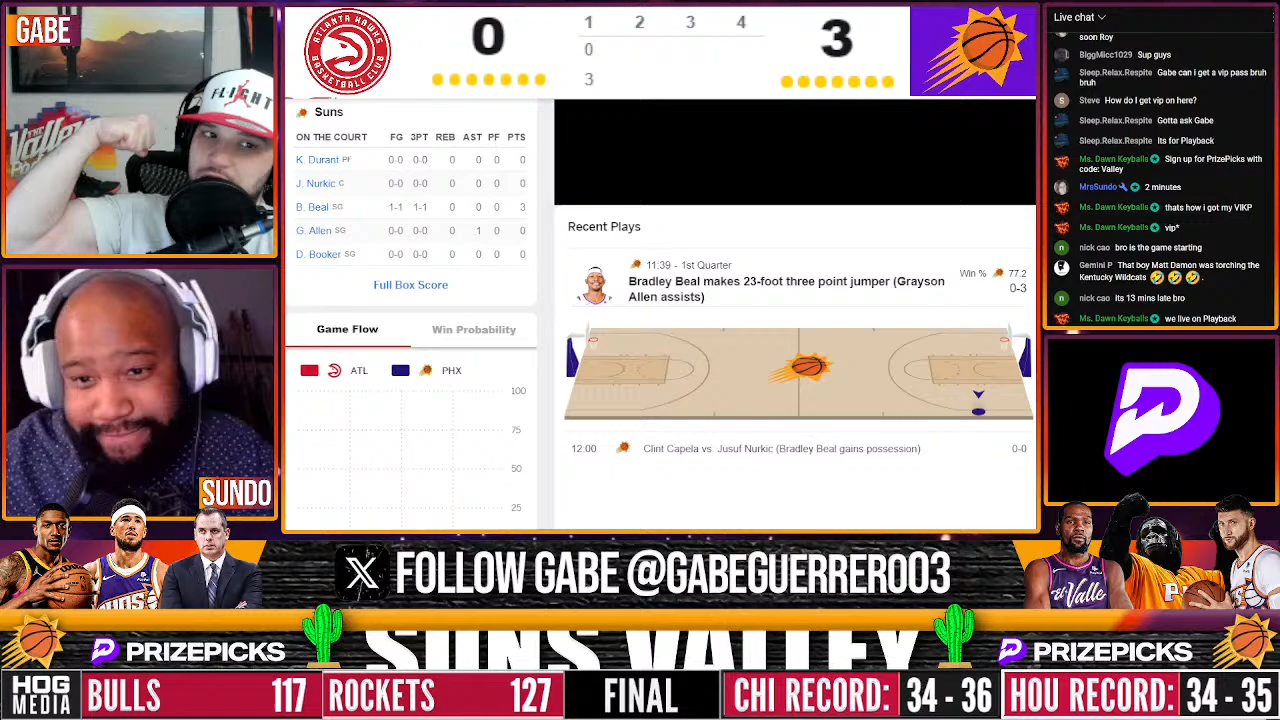 GABE
ATLANTA HAWKS
BASKETBALL CLUB
0
1 2 3 4
0
3
3
Suns
ON THE COURT FG 3PT REB AST PF PTS
K. Durant PF 0-0 0-0 0 0 0 0
J. Nurkic C 0-0 0-0 0 0 0 0
B. Beal SG 1-1 1-1 0 0 0 3
G. Allen SG 0-0 0-0 0 1 0 0
D. Booker SG 0-0 0-0 0 0 0 0
Full Box Score
Game Flow Win Probability
ATL PHX
100
75
50
25
Recent Plays
11:39 - 1st Quarter
Bradley Beal makes 23-foot three point jumper (Grayson
Allen assists)
Win % 77.2
0-3
12:00 Clint Capela vs. Jusuf Nurkic (Bradley Beal gains possession) 0-0
Live chat
soon Roy
BiggMicc1029 Sup guys
Sleep.Relax.Respite Gabe can i get a vip pass bruh
bruh
S Steve How do I get vip on here?
Sleep.Relax.Respite Gotta ask Gabe
Sleep.Relax.Respite Its for Playback
Ms. Dawn Keyballs Sign up for PrizePicks with
code: Valley
MrsSundo 2 minutes
Ms. Dawn Keyballs thats how i got my VIKP
Ms. Dawn Keyballs vip*
n nick cao bro is the game starting
Gemini P That boy Matt Damon was torching the
Kentucky Wildcats 🤣 🤣 🤣.
n nick cao its 13 mins late bro
Ms. Dawn Keyballs we live on Playback
FLIGHT
The Valley
SUNDO
FOLLOW GABE @GABEGUERRERO03
PRIZEPICKS
SUNS VALLEY
PRIZEPICKS
HOG
MEDIA
BULLS 117 ROCKETS 127 FINAL CHI RECORD: 34 - 36 HOU RECORD: 34 - 35